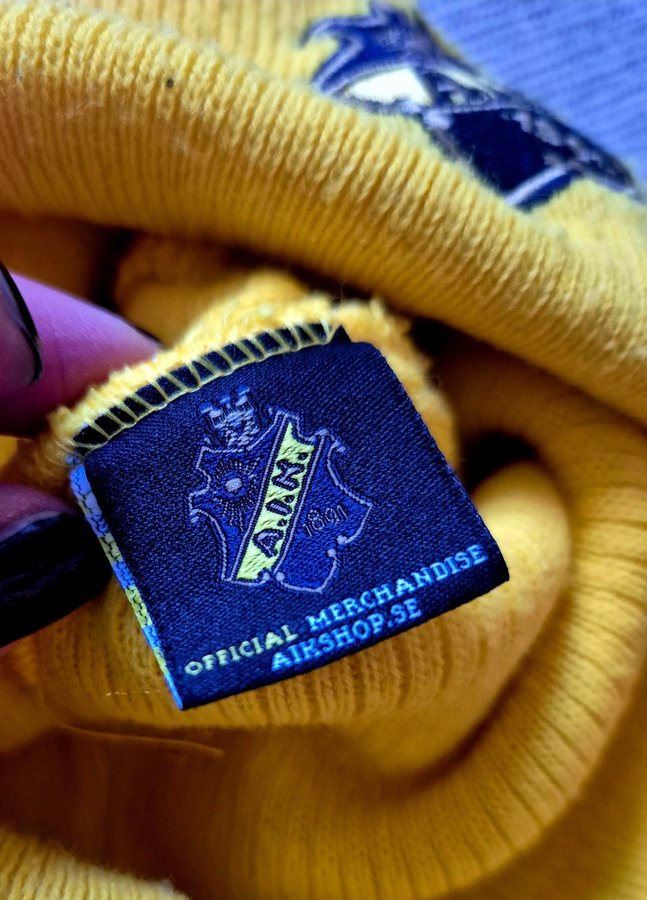 A.I.K.
1891
OFFICIAL MERCHANDISE
AIKSHOP.SE